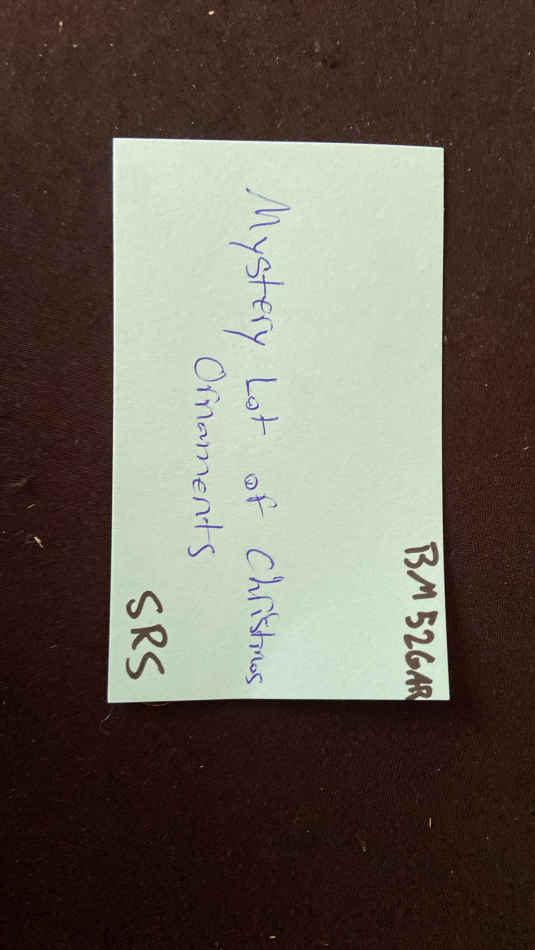 BM 526AR
Mystery Lot of Christmas
Ornaments
SRS